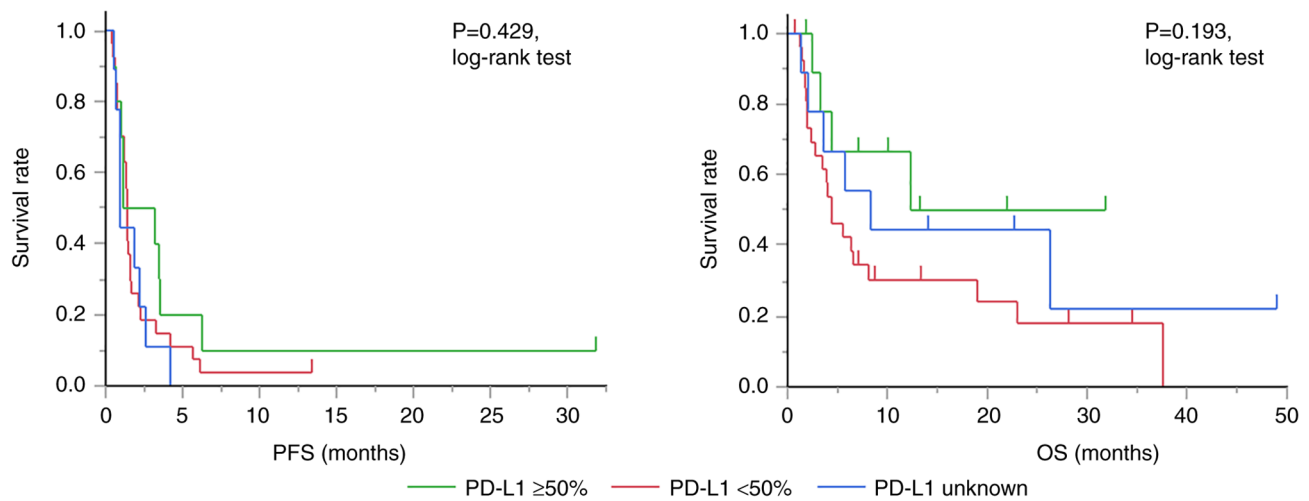 P=0.429,
log-rank test
1.0
0.8
0.6
0.4
0.2
0.0
Survival rate
0
5
10
15
20
25
30
PFS (months)
P=0.193,
log-rank test
1.0
0.8
0.6
0.4
0.2
0.0
Survival rate
0
10
20
30
40
50
OS (months)
PD-L1 ≥50%
PD-L1 <50%
PD-L1 unknown